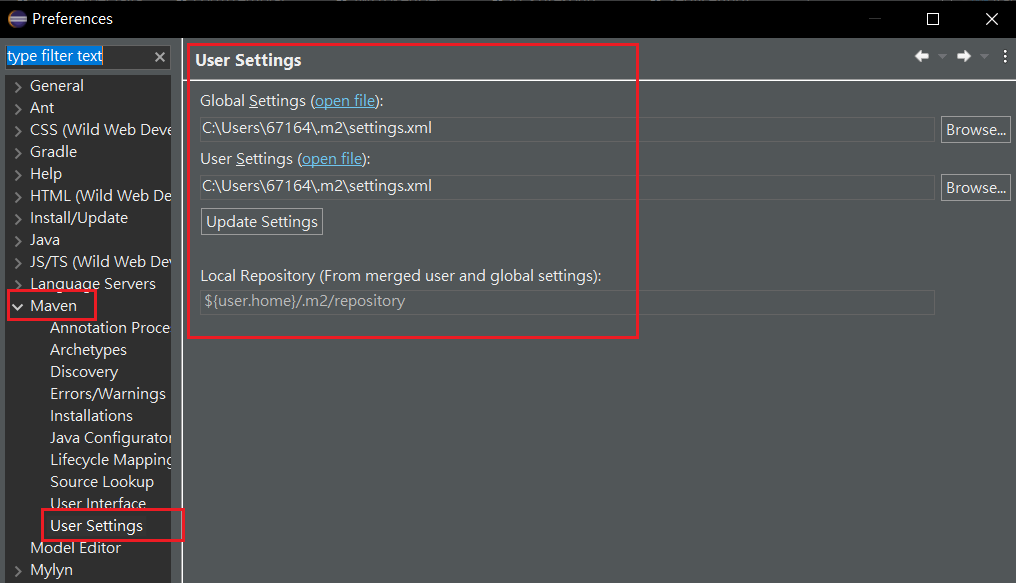 Preferences
type filter text
General
Ant
CSS (Wild Web Deve
Gradle
Help
HTML (Wild Web De
Install/Update
Java
JS/TS (Wild Web Dev
Language Servers
Maven
Annotation Proce
Archetypes
Discovery
Errors/Warnings
Installations
Java Configurator
Lifecycle Mapping
Source Lookup
User Interface
User Settings
Model Editor
Mylyn
User Settings
Global Settings (open file):
C:\Users\67164\.m2\settings.xml Browse...
User Settings (open file):
C:\Users\67164\.m2\settings.xml Browse...
Update Settings
Local Repository (From merged user and global settings):
${user.home}/.m2/repository